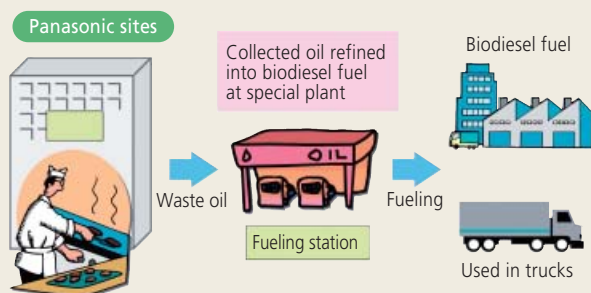 Panasonic sites
Collected oil refined
into biodiesel fuel
at special plant
Biodiesel fuel
OIL
Waste oil
Fueling
Fueling station
Used in trucks